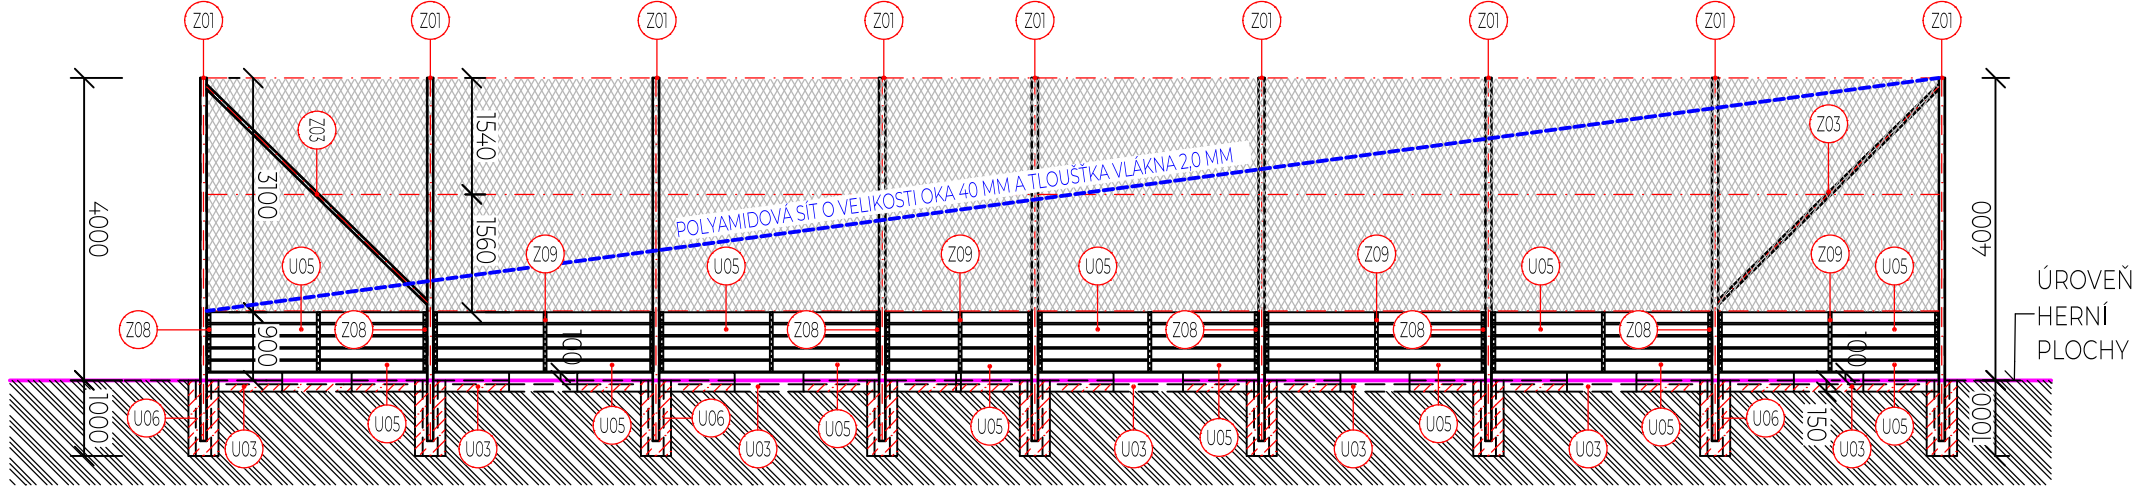 Z01 Z01 Z01 Z01 Z01 Z01 Z01 Z01 Z01
Z03
Z03
1540
3100
4000
4000
1560
POLYAMIDOVÁ SÍT O VELIKOSTI OKA 40 MM A TLOUŠŤKA VLÁKNA 2,0 MM
U05 Z09 U05 Z09 U05 Z09 U05 Z09 U05
ÚROVEŇ
HERNÍ
PLOCHY
Z08 Z08 Z08 Z08 Z08 Z08
900
100
100
1000
150
1000
U06 U05 U05 U06 U05 U05 U05 U05 U05 U06 U05
U03 U03 U03 U03 U03 U03 U03